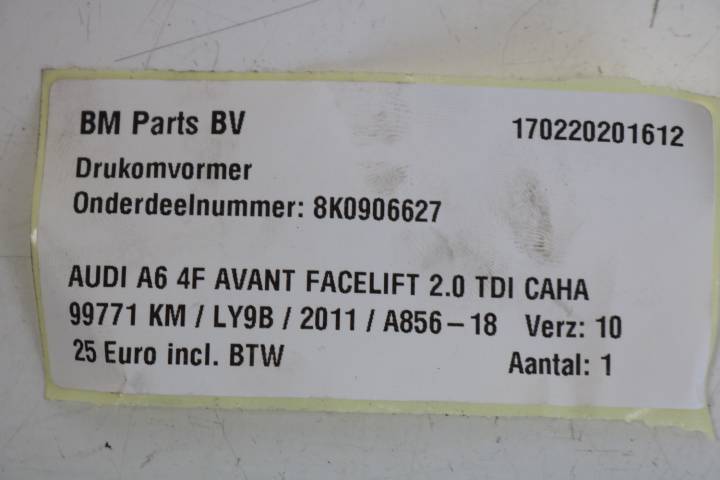 BM Parts BV 170220201612
Drukomvormer
Onderdeelnummer: 8K0906627
AUDI A6 4F AVANT FACELIFT 2.0 TDI CAHA
99771 KM / LY9B / 2011 / A856-18 Verz: 10
25 Euro incl. BTW Aantal: 1